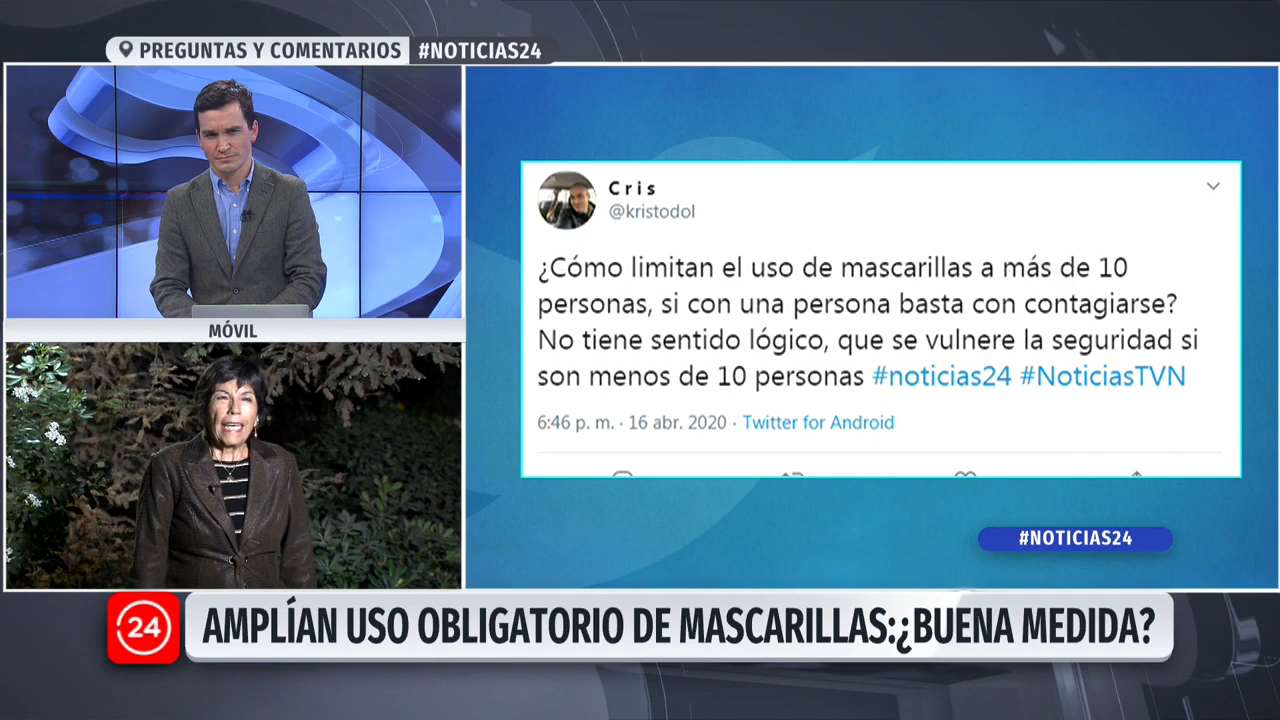 PREGUNTAS Y COMENTARIOS #NOTICIAS24
MÓVIL
Cris
@kristodol
¿Cómo limitan el uso de mascarillas a más de 10
personas, si con una persona basta con contagiarse?
No tiene sentido lógico, que se vulnere la seguridad si
son menos de 10 personas #noticias24 #NoticiasTVN
6:46 p. m. · 16 abr. 2020 · Twitter for Android
#NOTICIAS24
24
AMPLÍAN USO OBLIGATORIO DE MASCARILLAS:¿BUENA MEDIDA?